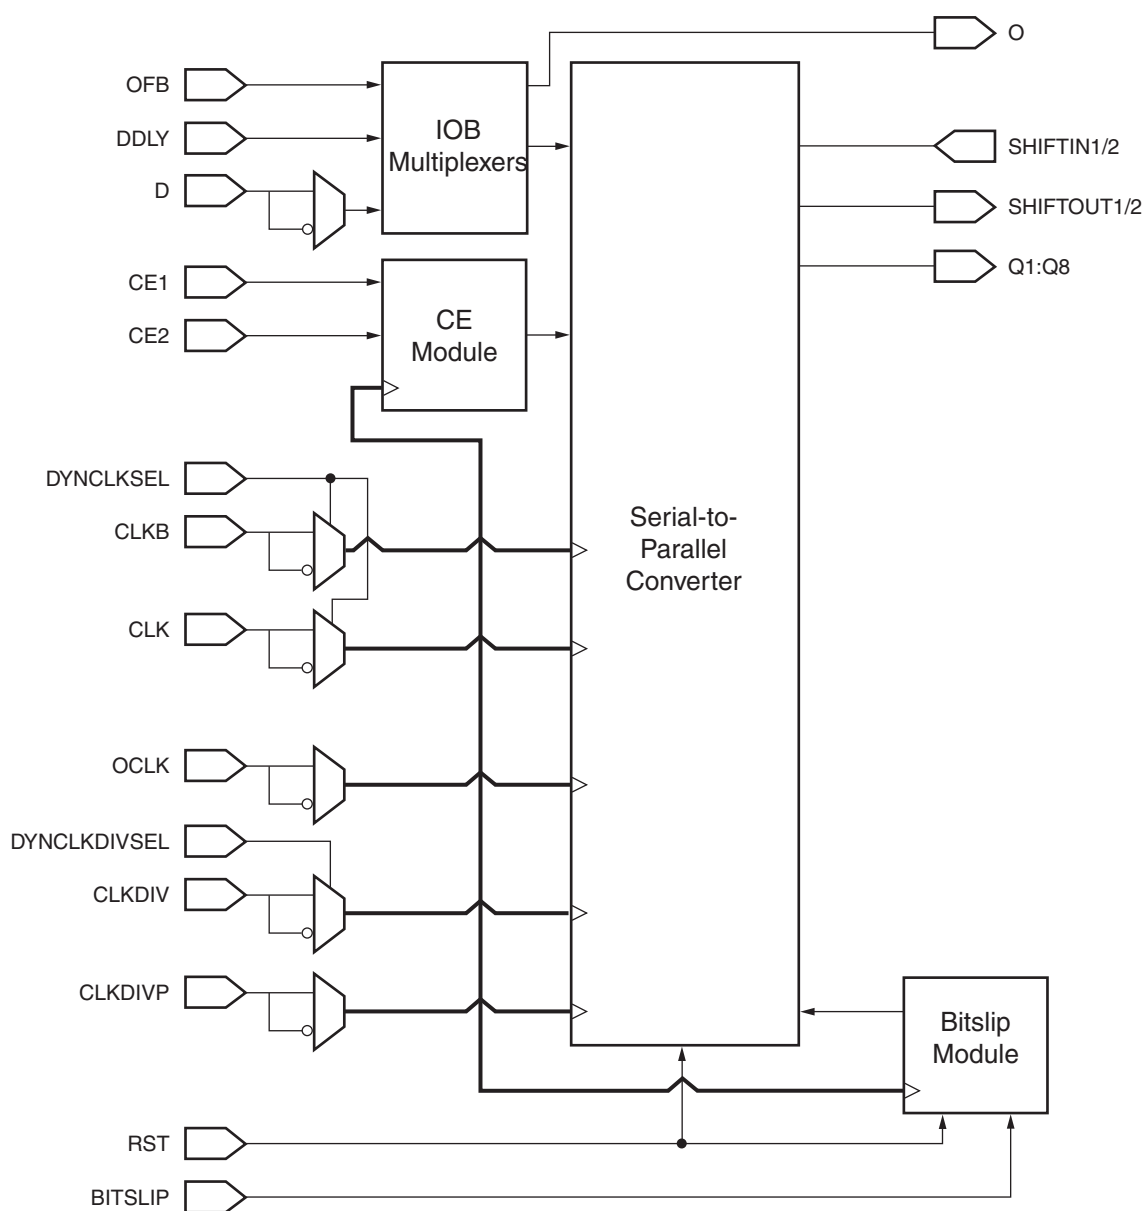 O
OFB
IOB
Multiplexers
DDLY
SHIFTIN1/2
D
SHIFTOUT1/2
Q1:Q8
CE1
CE
Module
CE2
DYNCLKSEL
CLKB
Serial-to-
Parallel
Converter
CLK
OCLK
DYNCLKDIVSEL
CLKDIV
CLKDIVP
Bitslip
Module
RST
BITSLIP